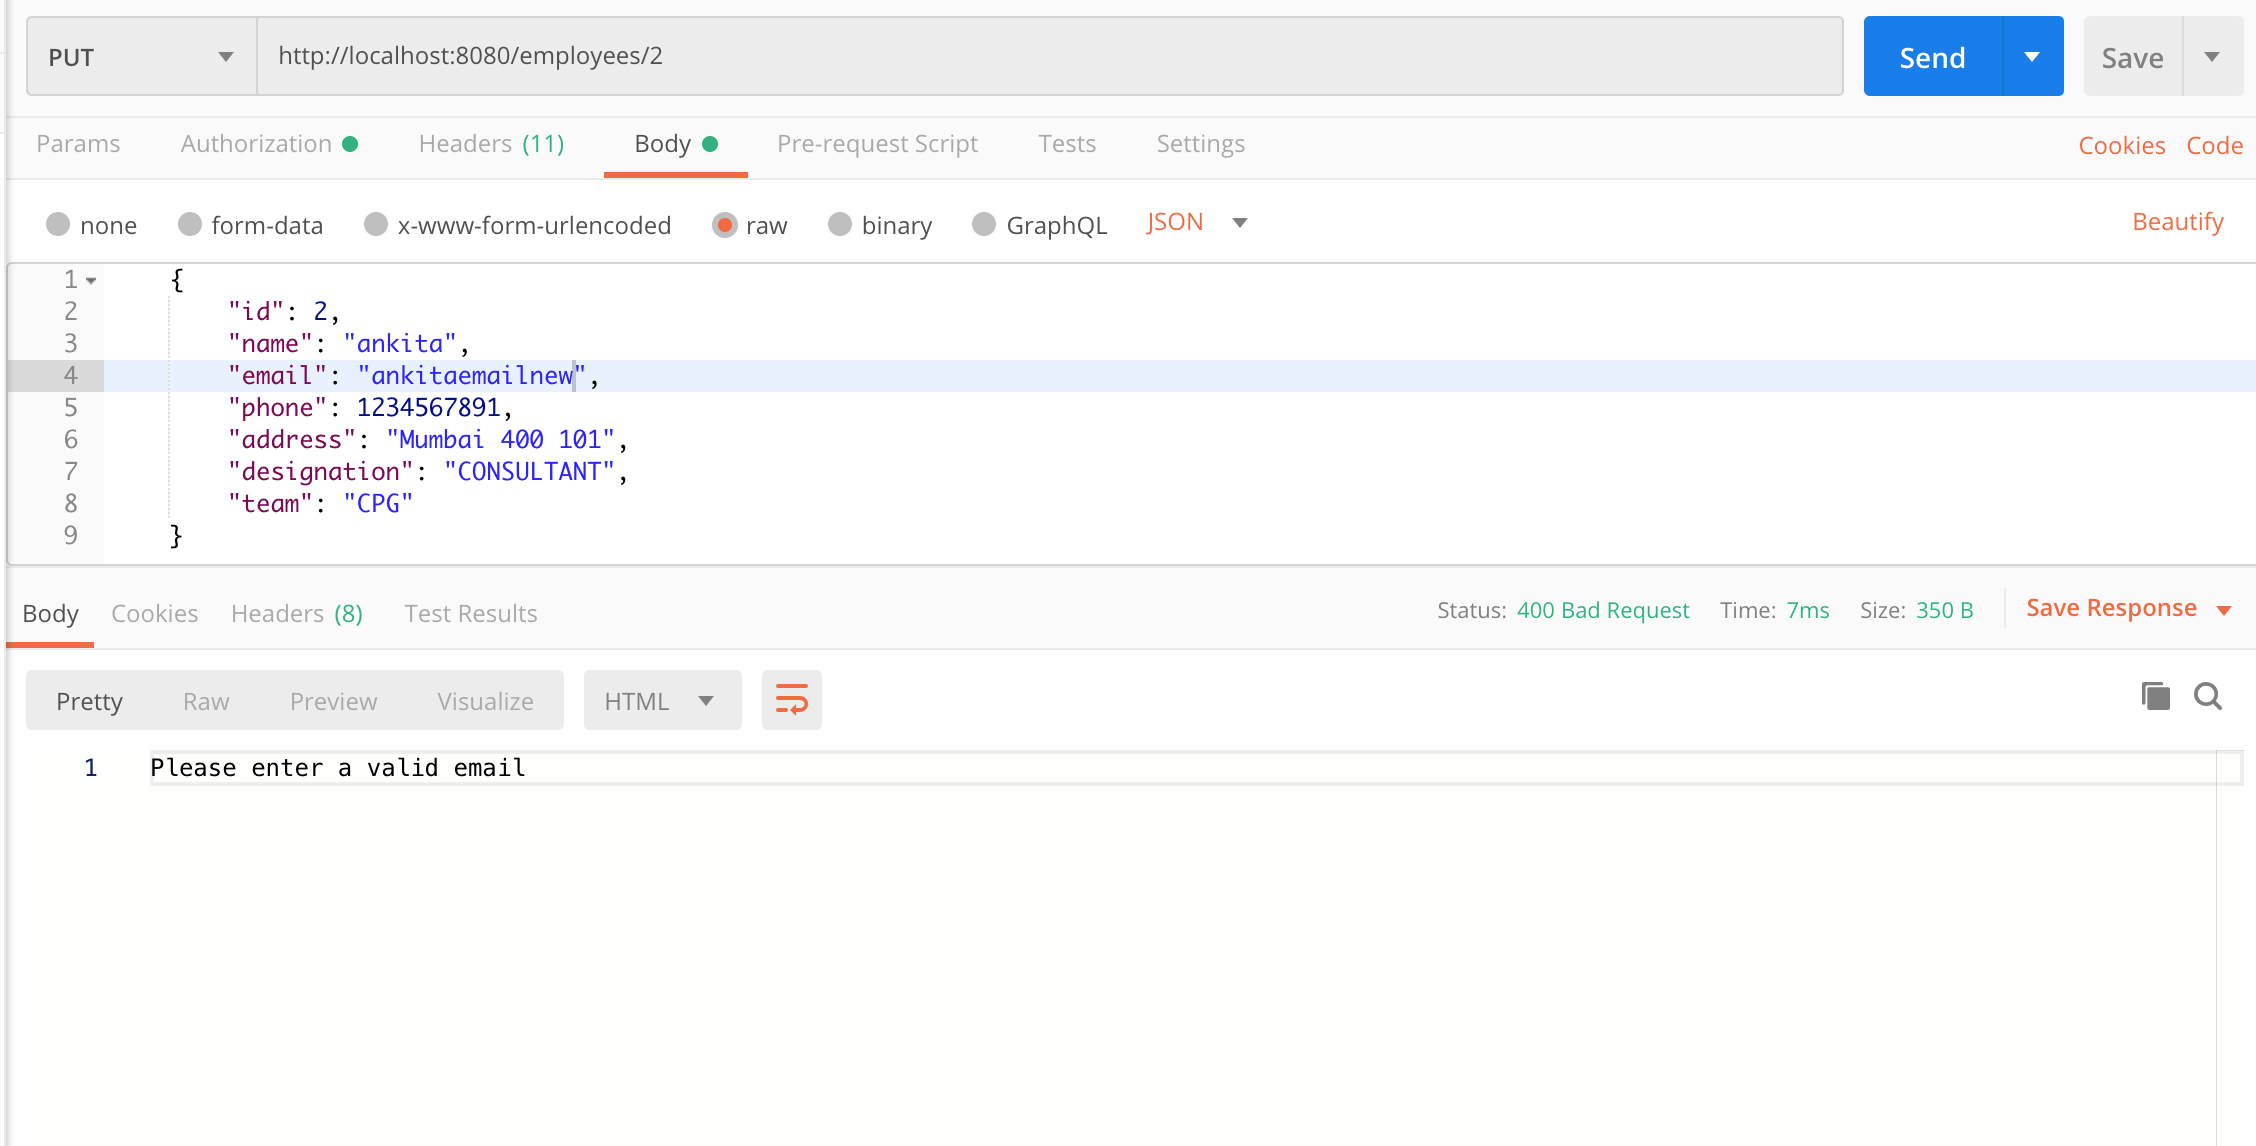 PUT http://localhost:8080/employees/2 Send Save
Params Authorization Headers (11) Body Pre-request Script Tests Settings Cookies Code
none form-data x-www-form-urlencoded raw binary GraphQL JSON Beautify
1 {
2 "id": 2,
3 "name": "ankita",
4 "email": "ankitaemailnew",
5 "phone": 1234567891,
6 "address": "Mumbai 400 101",
7 "designation": "CONSULTANT",
8 "team": "CPG"
9 }
Body Cookies Headers (8) Test Results Status: 400 Bad Request Time: 7ms Size: 350 B Save Response
Pretty Raw Preview Visualize HTML
1 Please enter a valid email